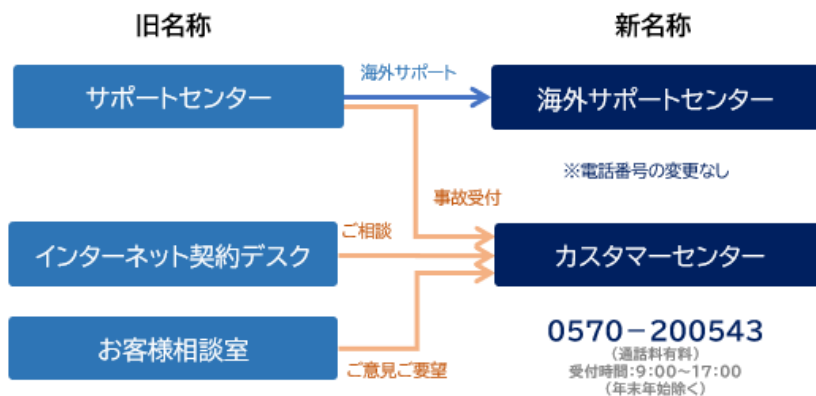 旧名称
新名称
サポートセンター
海外サポート
海外サポートセンター
※電話番号の変更なし
事故受付
インターネット契約デスク
ご相談
カスタマーセンター
お客様相談室
ご意見ご要望
0570－200543
（通話料有料）
受付時間：9：00～17：00
（年末年始除く）